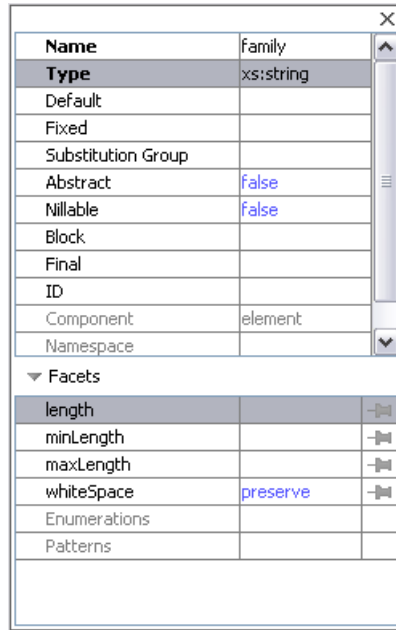 Name family
Type xs:string
Default
Fixed
Substitution Group
Abstract false
Nillable false
Block
Final
ID
Component element
Namespace
Facets
length
minLength
maxLength
whiteSpace preserve
Enumerations
Patterns